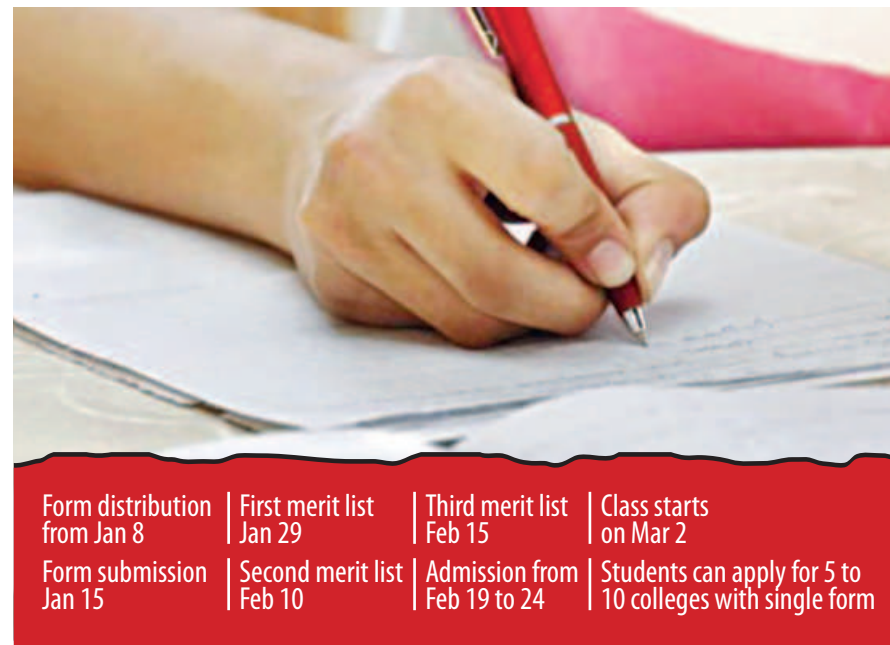 Form distribution
from Jan 8
Form submission
Jan 15
First merit list
Jan 29
Second merit list
Feb 10
Third merit list
Feb 15
Admission from
Feb 19 to 24
Class starts
on Mar 2
Students can apply for 5 to
10 colleges with single form